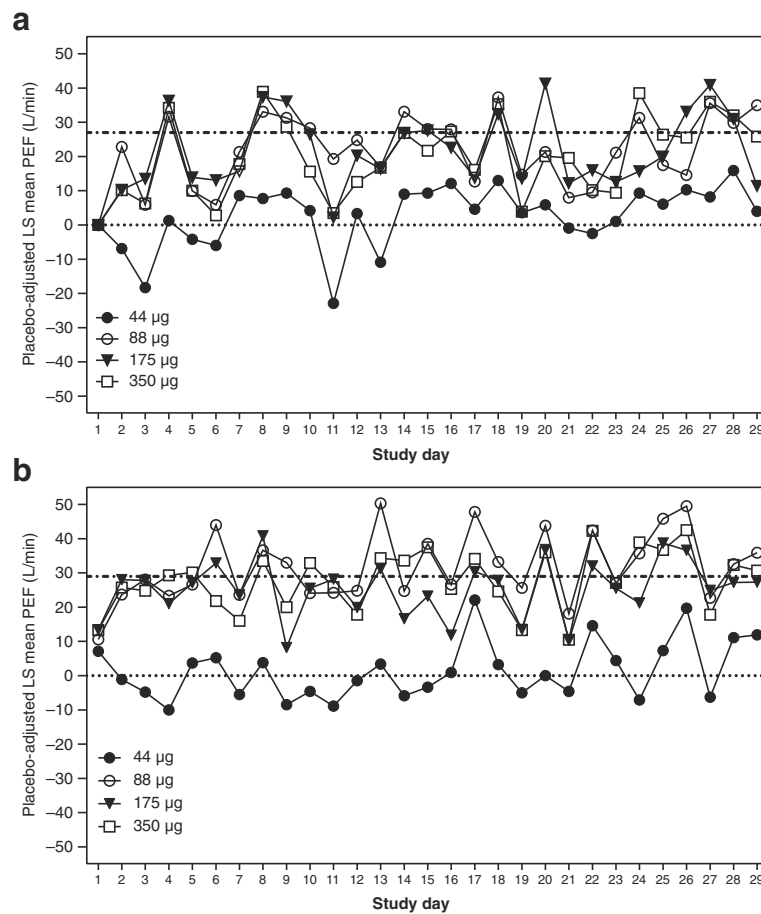 a
Placebo-adjusted LS mean PEF (L/min)
50
40
30
20
10
0
−10
−20
−30
−40
−50
44 µg
88 µg
175 µg
350 µg
1 2 3 4 5 6 7 8 9 10 11 12 13 14 15 16 17 18 19 20 21 22 23 24 25 26 27 28 29
Study day
b
Placebo-adjusted LS mean PEF (L/min)
50
40
30
20
10
0
−10
−20
−30
−40
−50
44 µg
88 µg
175 µg
350 µg
1 2 3 4 5 6 7 8 9 10 11 12 13 14 15 16 17 18 19 20 21 22 23 24 25 26 27 28 29
Study day